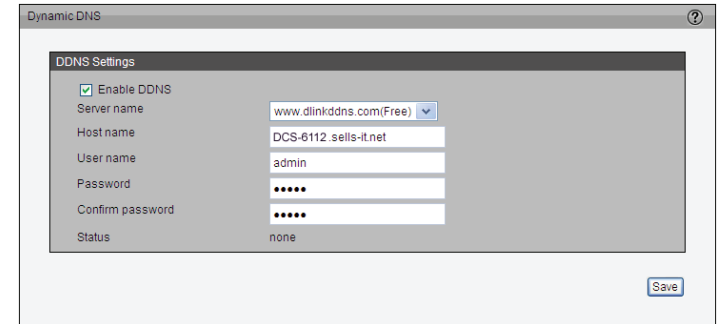 Dynamic DNS ?
DDNS Settings
Enable DDNS
Server name www.dlinkddns.com(Free)
Host name DCS-6112.sells-it.net
User name admin
Password •••••
Confirm password •••••
Status none
Save